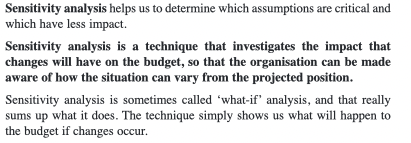 Sensitivity analysis helps us to determine which assumptions are critical and
which have less impact.
Sensitivity analysis is a technique that investigates the impact that
changes will have on the budget, so that the organisation can be made
aware of how the situation can vary from the projected position.
Sensitivity analysis is sometimes called ‘what-if’ analysis, and that really
sums up what it does. The technique simply shows us what will happen to
the budget if changes occur.